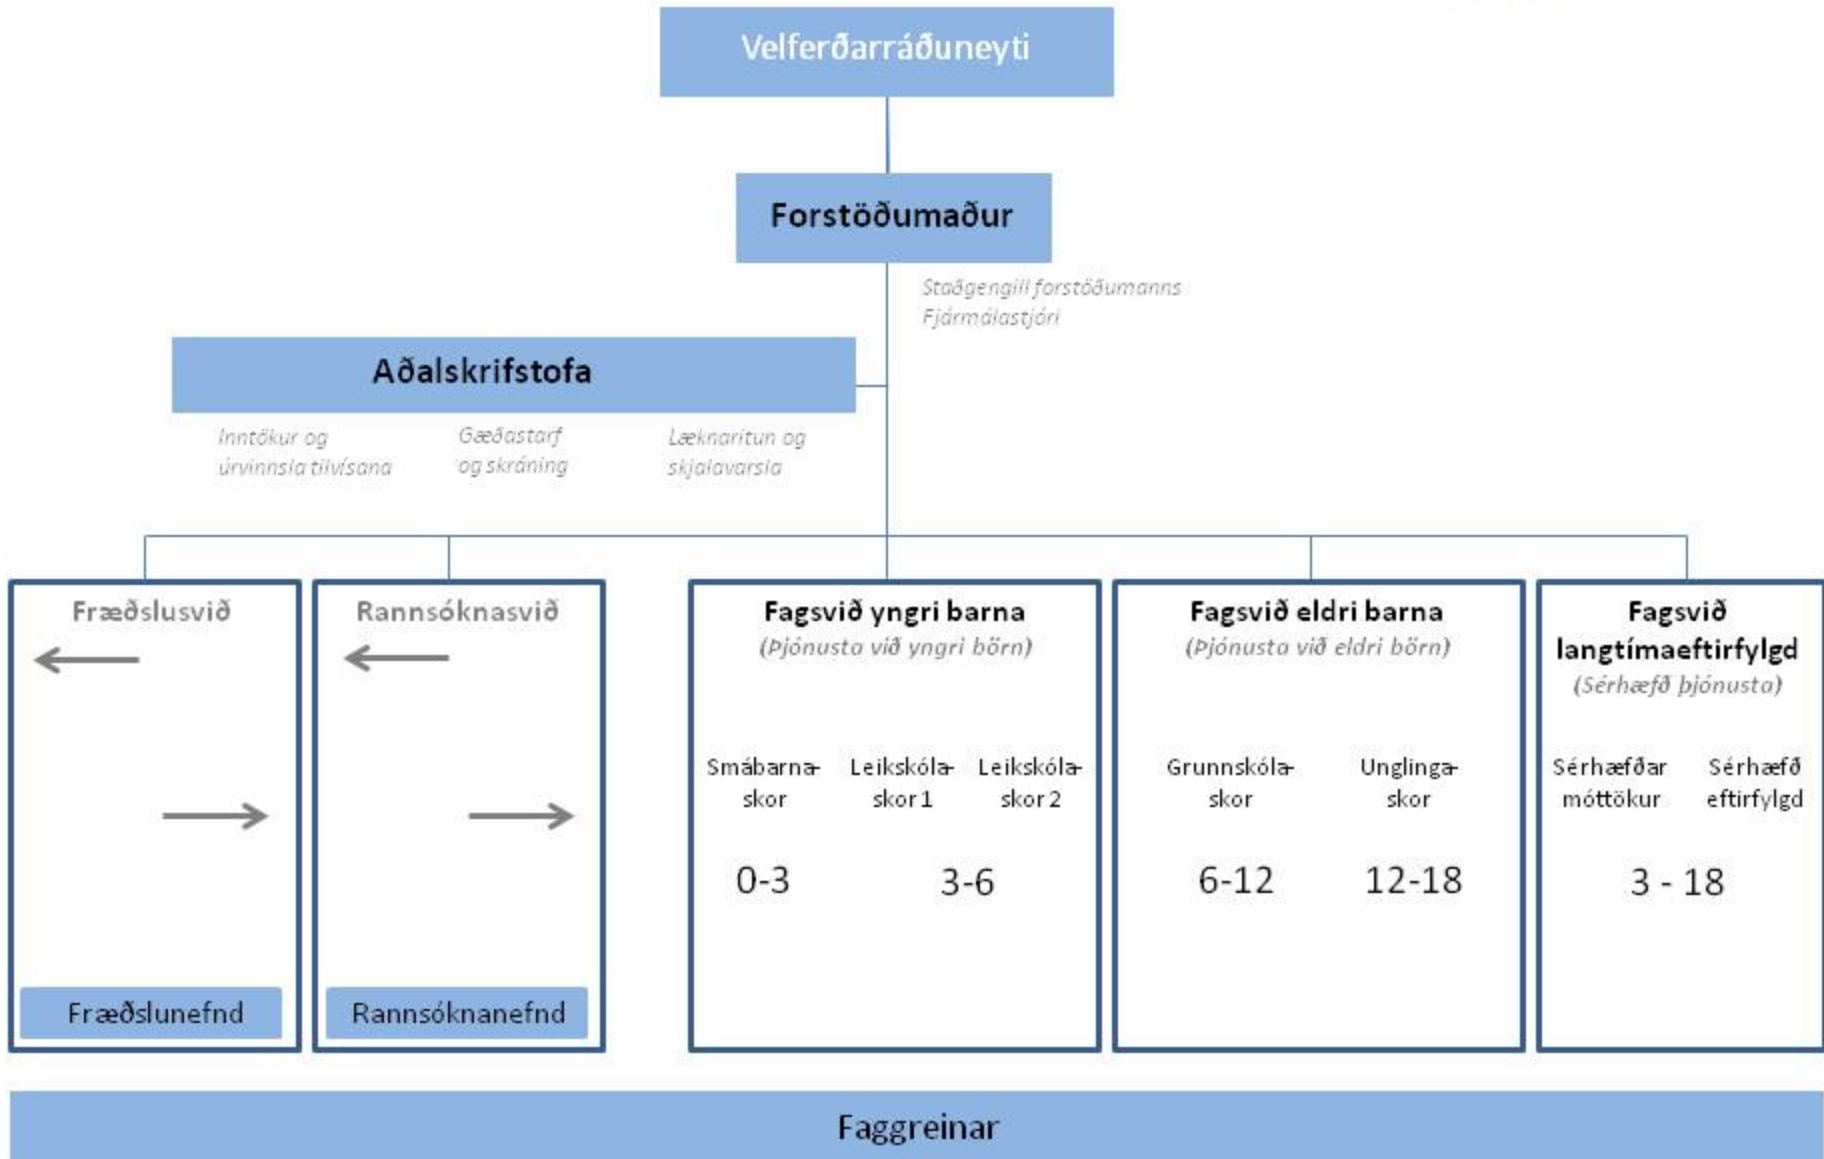 Velferðarráðuneyti
Forstöðumaður
Staðgengill forstöðumanns
Fjármálastjóri
Aðalskrifstofa
Inntökur og
úrvinnsla tilvísana
Gæðastarf
og skráning
Læknaritun og
skjalavarsla
Fræðslusvið
Fræðslunefnd
Rannsóknasvið
Rannsóknanefnd
Fagsvið yngri barna
(Þjónusta við yngri börn)
Smábarna-
skor
Leikskóla-
skor 1
Leikskóla-
skor 2
0-3
3-6
Fagsvið eldri barna
(Þjónusta við eldri börn)
Grunnskóla-
skor
Unglinga-
skor
6-12
12-18
Fagsvið
langtímaeftirfylgd
(Sérhæfð þjónusta)
Sérhæfðar
móttökur
Sérhæfð
eftirfylgd
3 - 18
Faggreinar